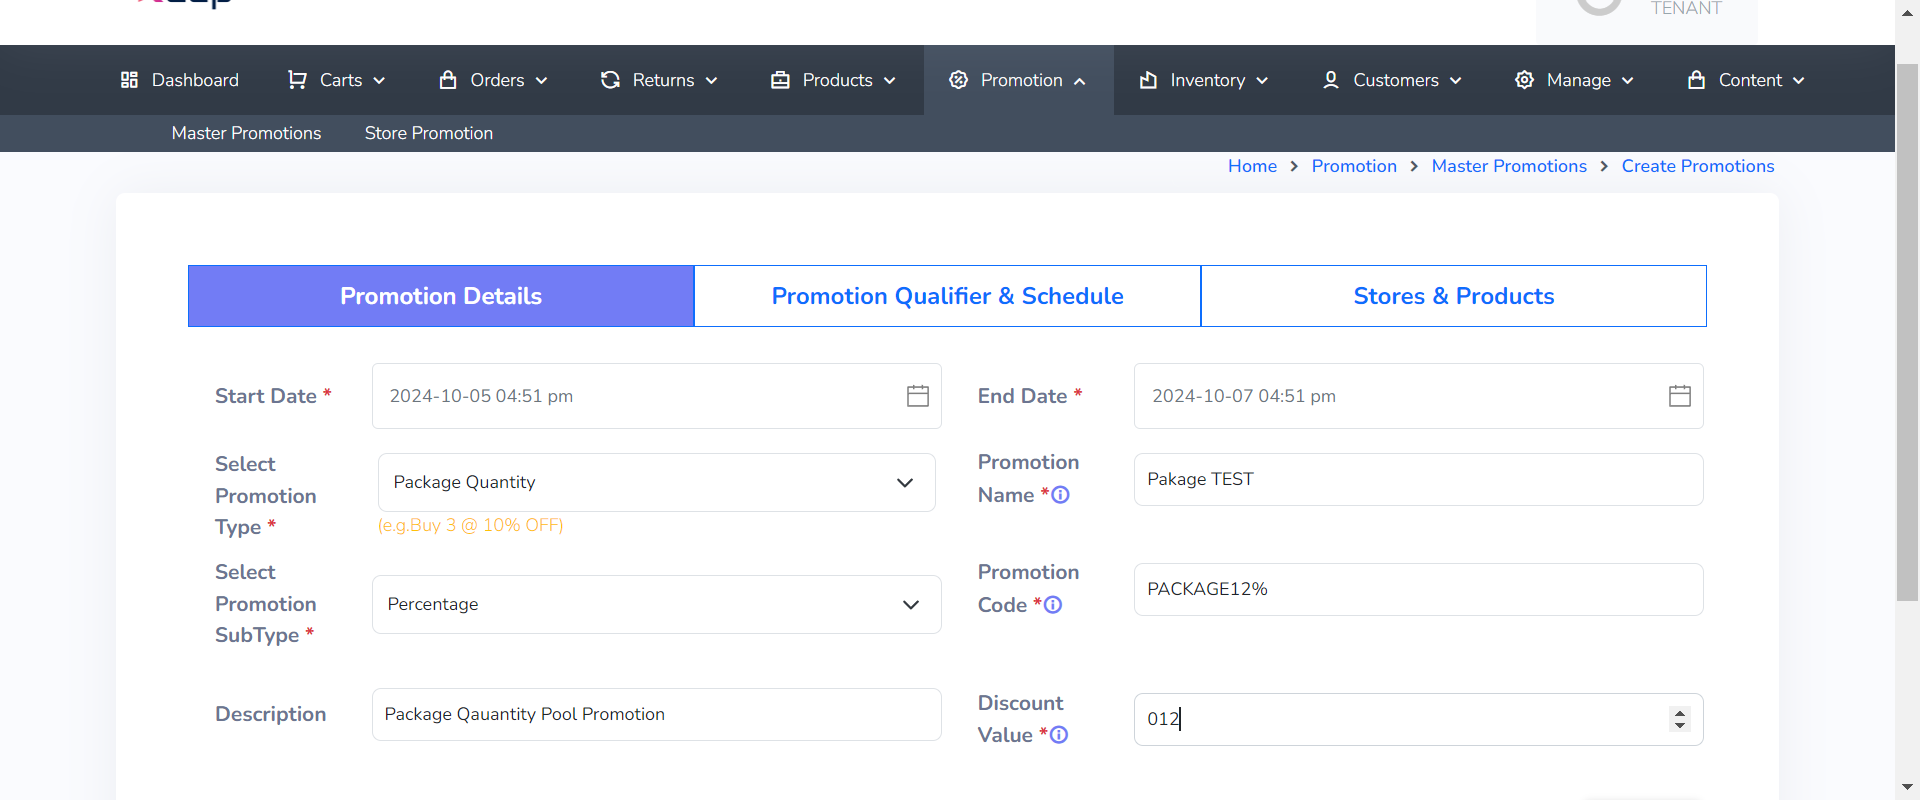 TENANT
Dashboard
Carts
Orders
Returns
Products
Promotion
Inventory
Customers
Manage
Content
Master Promotions
Store Promotion
Home > Promotion > Master Promotions > Create Promotions
Promotion Details
Promotion Qualifier & Schedule
Stores & Products
Start Date *
2024-10-05 04:51 pm
End Date *
2024-10-07 04:51 pm
Select
Promotion
Type *
Package Quantity
(e.g.Buy 3 @ 10% OFF)
Promotion
Name *
Pakage TEST
Select
Promotion
SubType *
Percentage
Promotion
Code *
PACKAGE12%
Description
Package Qauantity Pool Promotion
Discount
Value *
012